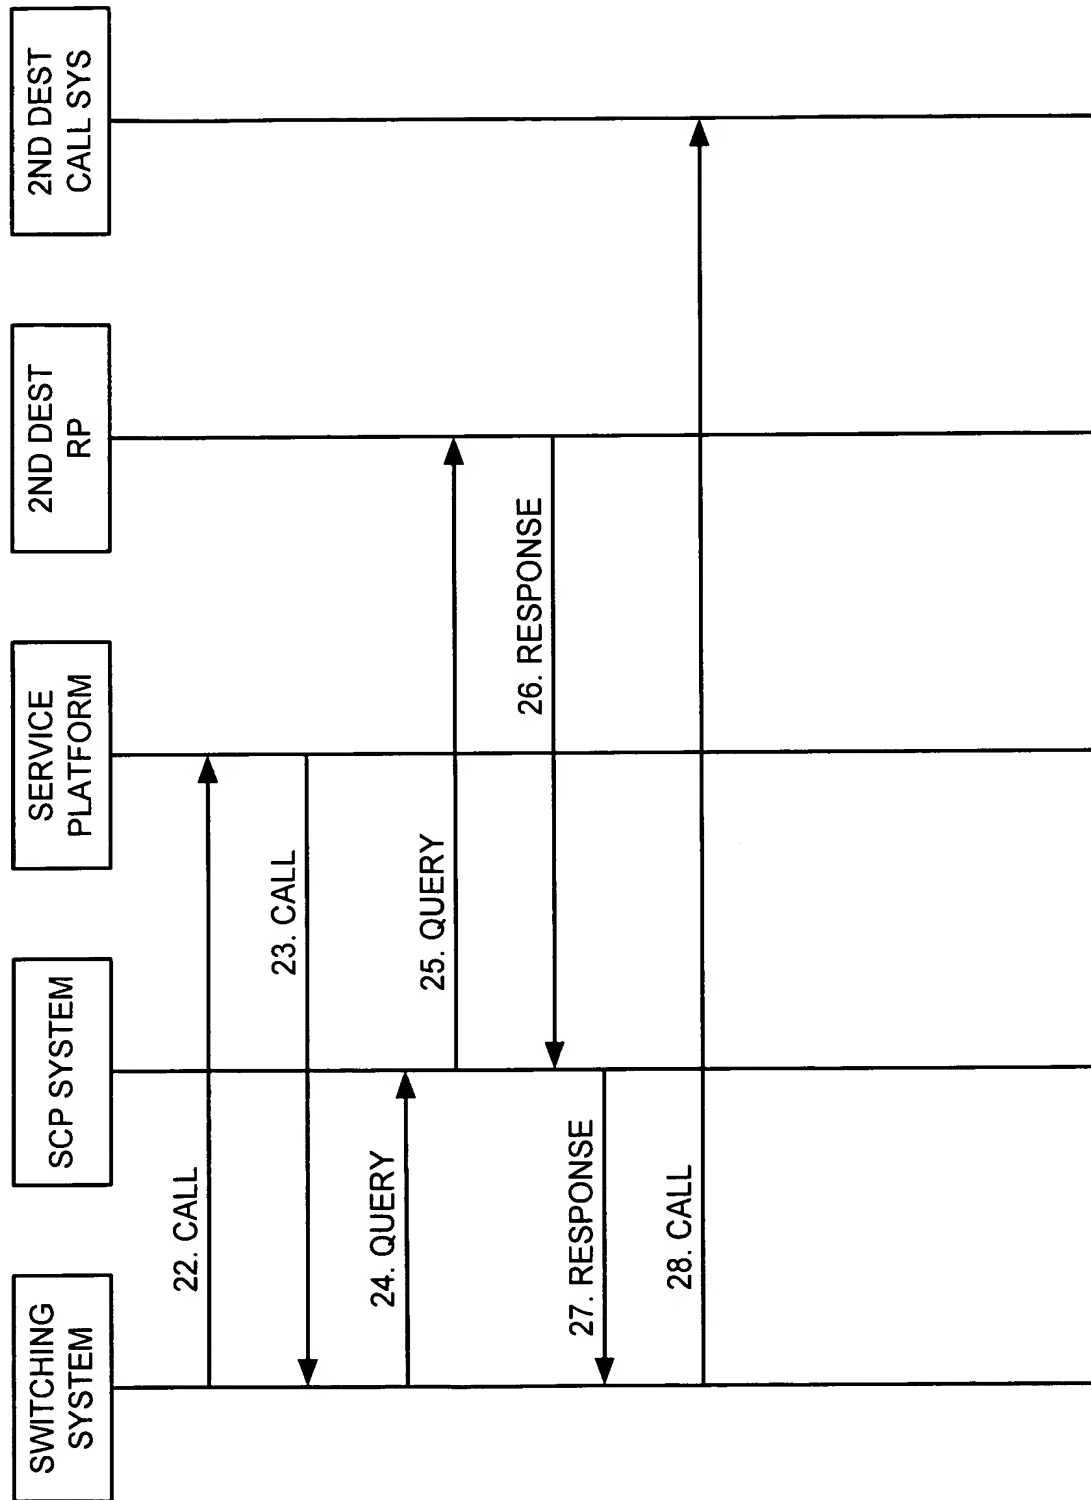 SWITCHING
SYSTEM
SCP SYSTEM
SERVICE
PLATFORM
2ND DEST
RP
2ND DEST
CALL SYS
22. CALL
23. CALL
24. QUERY
25. QUERY
26. RESPONSE
27. RESPONSE
28. CALL